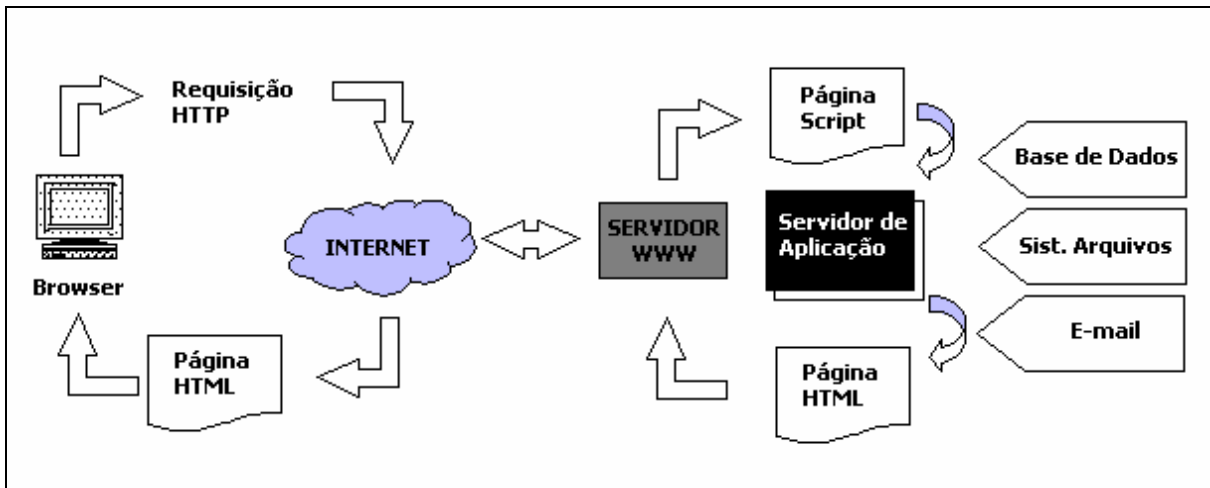 Requisição
HTTP
Browser
INTERNET
Página
HTML
SERVIDOR
WWW
Página
Script
Servidor de
Aplicação
Página
HTML
Base de Dados
Sist. Arquivos
E-mail